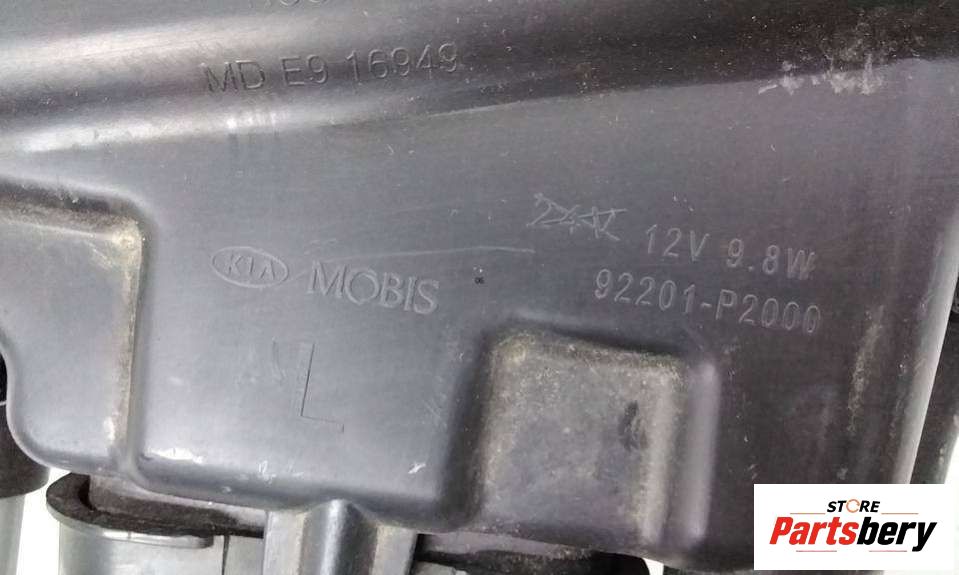 MD E9 16949
12V 9.8W
KIA MOBIS
92201-P2000
L
STORE
Partsbery